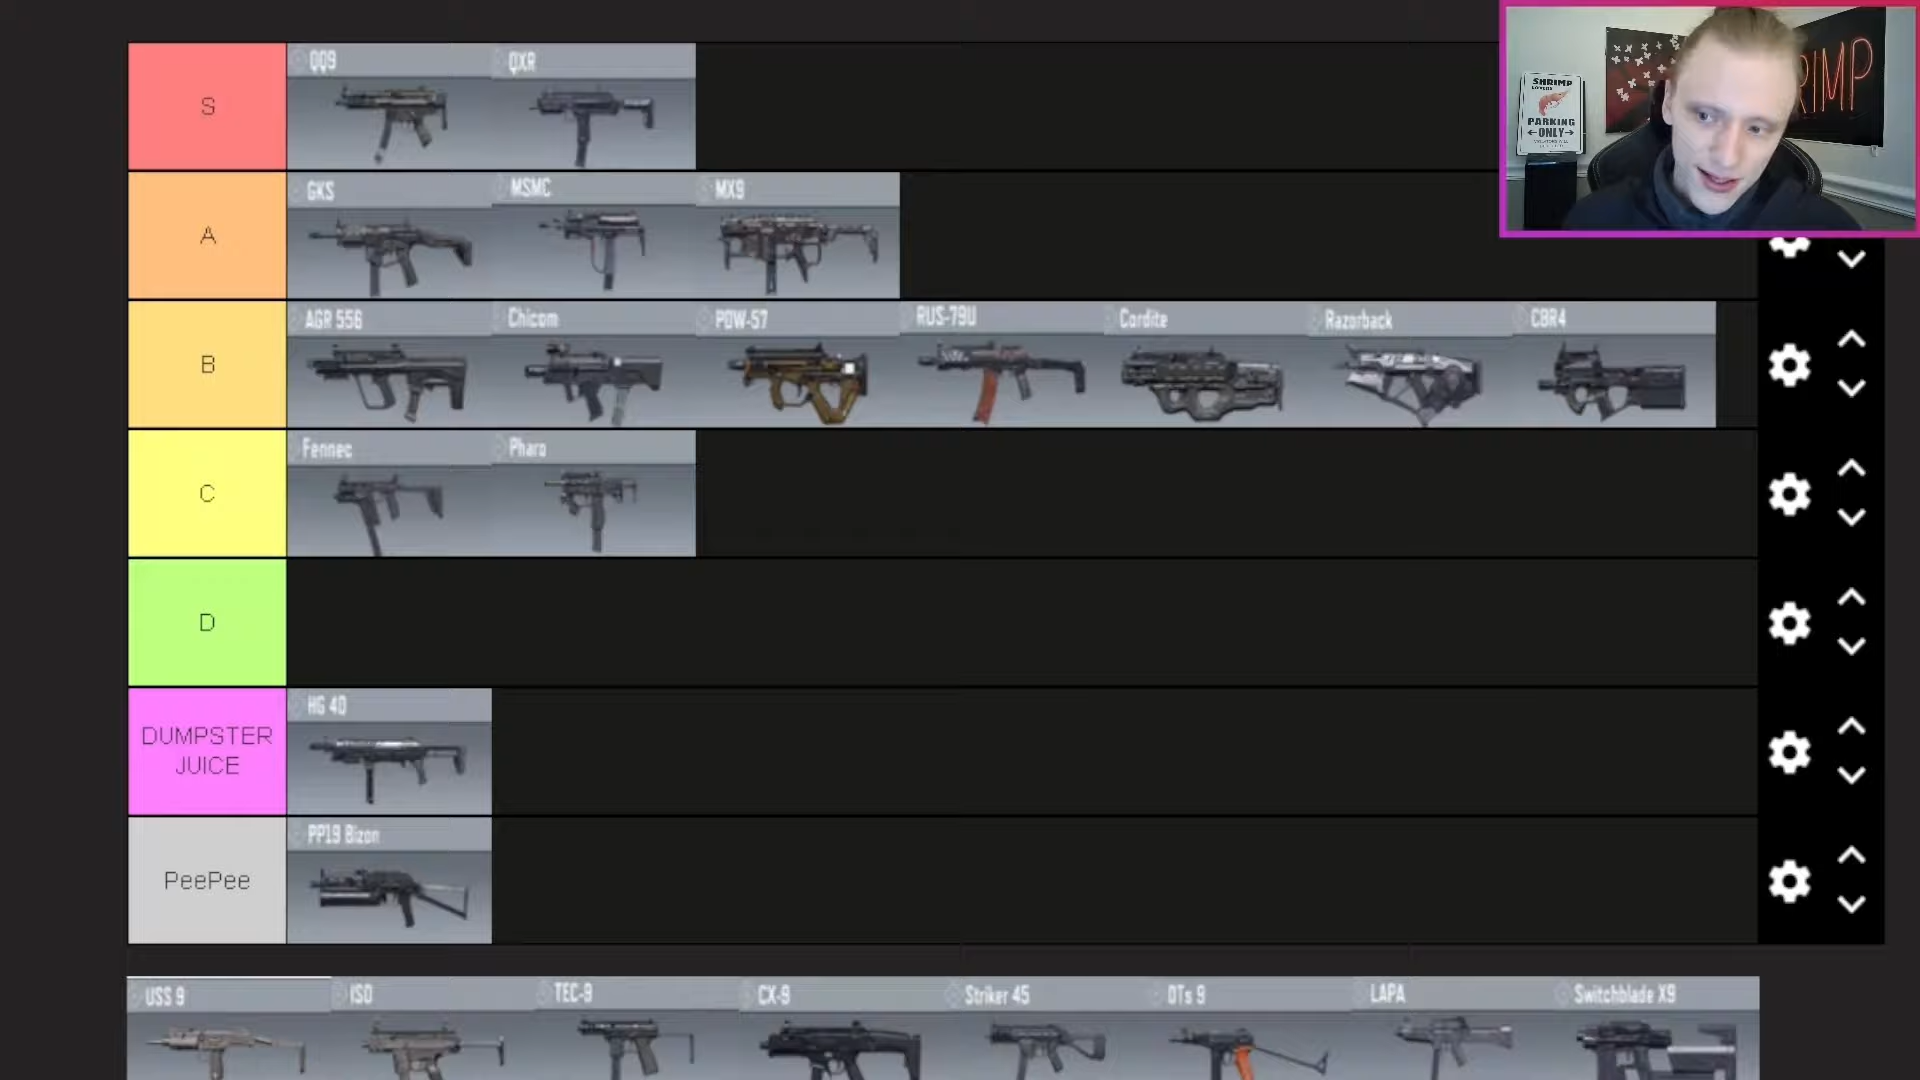 S
QQ9
QXR
A
GKS
MSMC
MX9
B
AGR 556
Chicom
PDW-57
RUS-79U
Cordite
Razorback
CBR4
C
Fennec
Pharo
D
DUMPSTER
JUICE
HG 40
PeePee
PP19 Bizon
USS 9
ISO
TEC-9
CX-9
Striker 45
OTs 9
LAPA
Switchblade X9
SHRIMP
LOVERS
PARKING
←ONLY→
RIMP